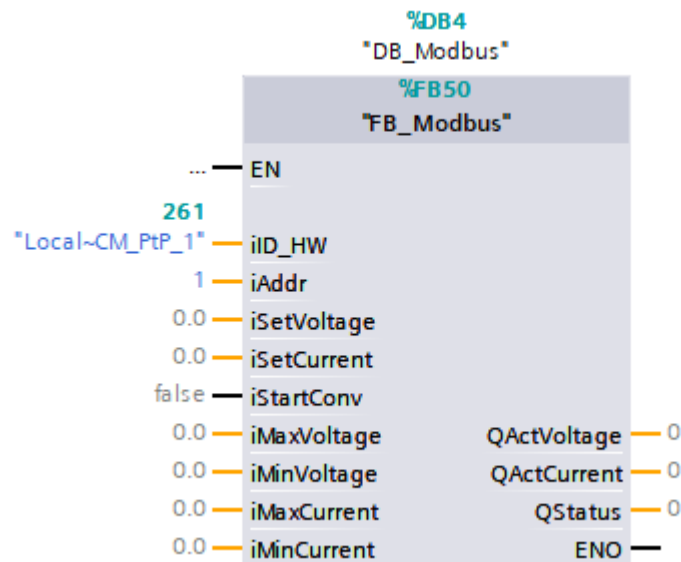 %DB4
"DB_Modbus"
%FB50
"FB_Modbus"
... EN
261
"Local~CM_PtP_1" iID_HW
1 iAddr
0.0 iSetVoltage
0.0 iSetCurrent
false iStartConv
0.0 iMaxVoltage QActVoltage 0
0.0 iMinVoltage QActCurrent 0
0.0 iMaxCurrent QStatus 0
0.0 iMinCurrent ENO